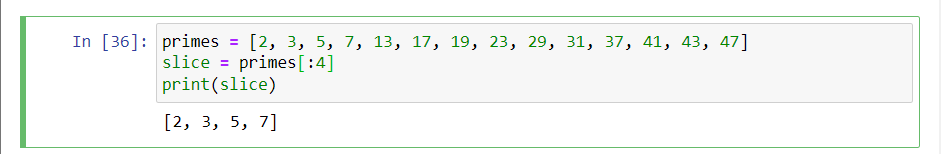 In [36]: primes = [2, 3, 5, 7, 13, 17, 19, 23, 29, 31, 37, 41, 43, 47]
slice = primes[:4]
print(slice)
[2, 3, 5, 7]